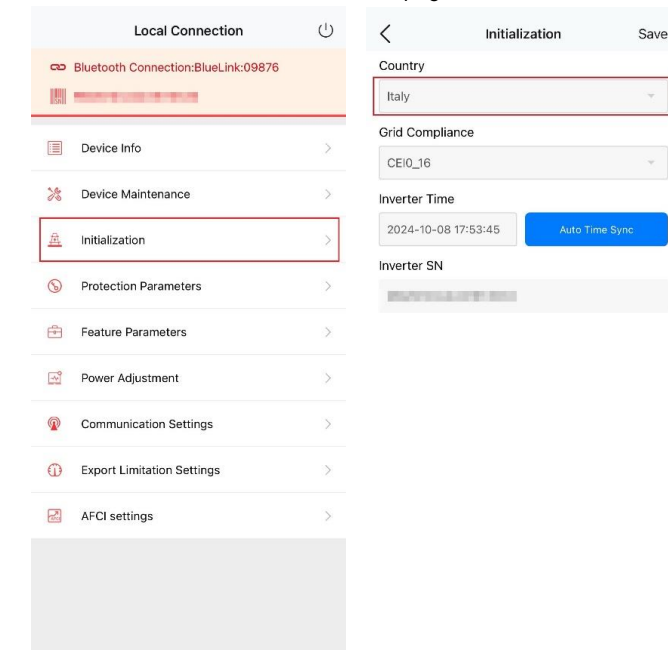 Local Connection
Bluetooth Connection:BlueLink:09876
Device Info
Device Maintenance
Initialization
Protection Parameters
Feature Parameters
Power Adjustment
Communication Settings
Export Limitation Settings
AFCI settings
Initialization
Save
Country
Italy
Grid Compliance
CEI0_16
Inverter Time
2024-10-08 17:53:45
Auto Time Sync
Inverter SN